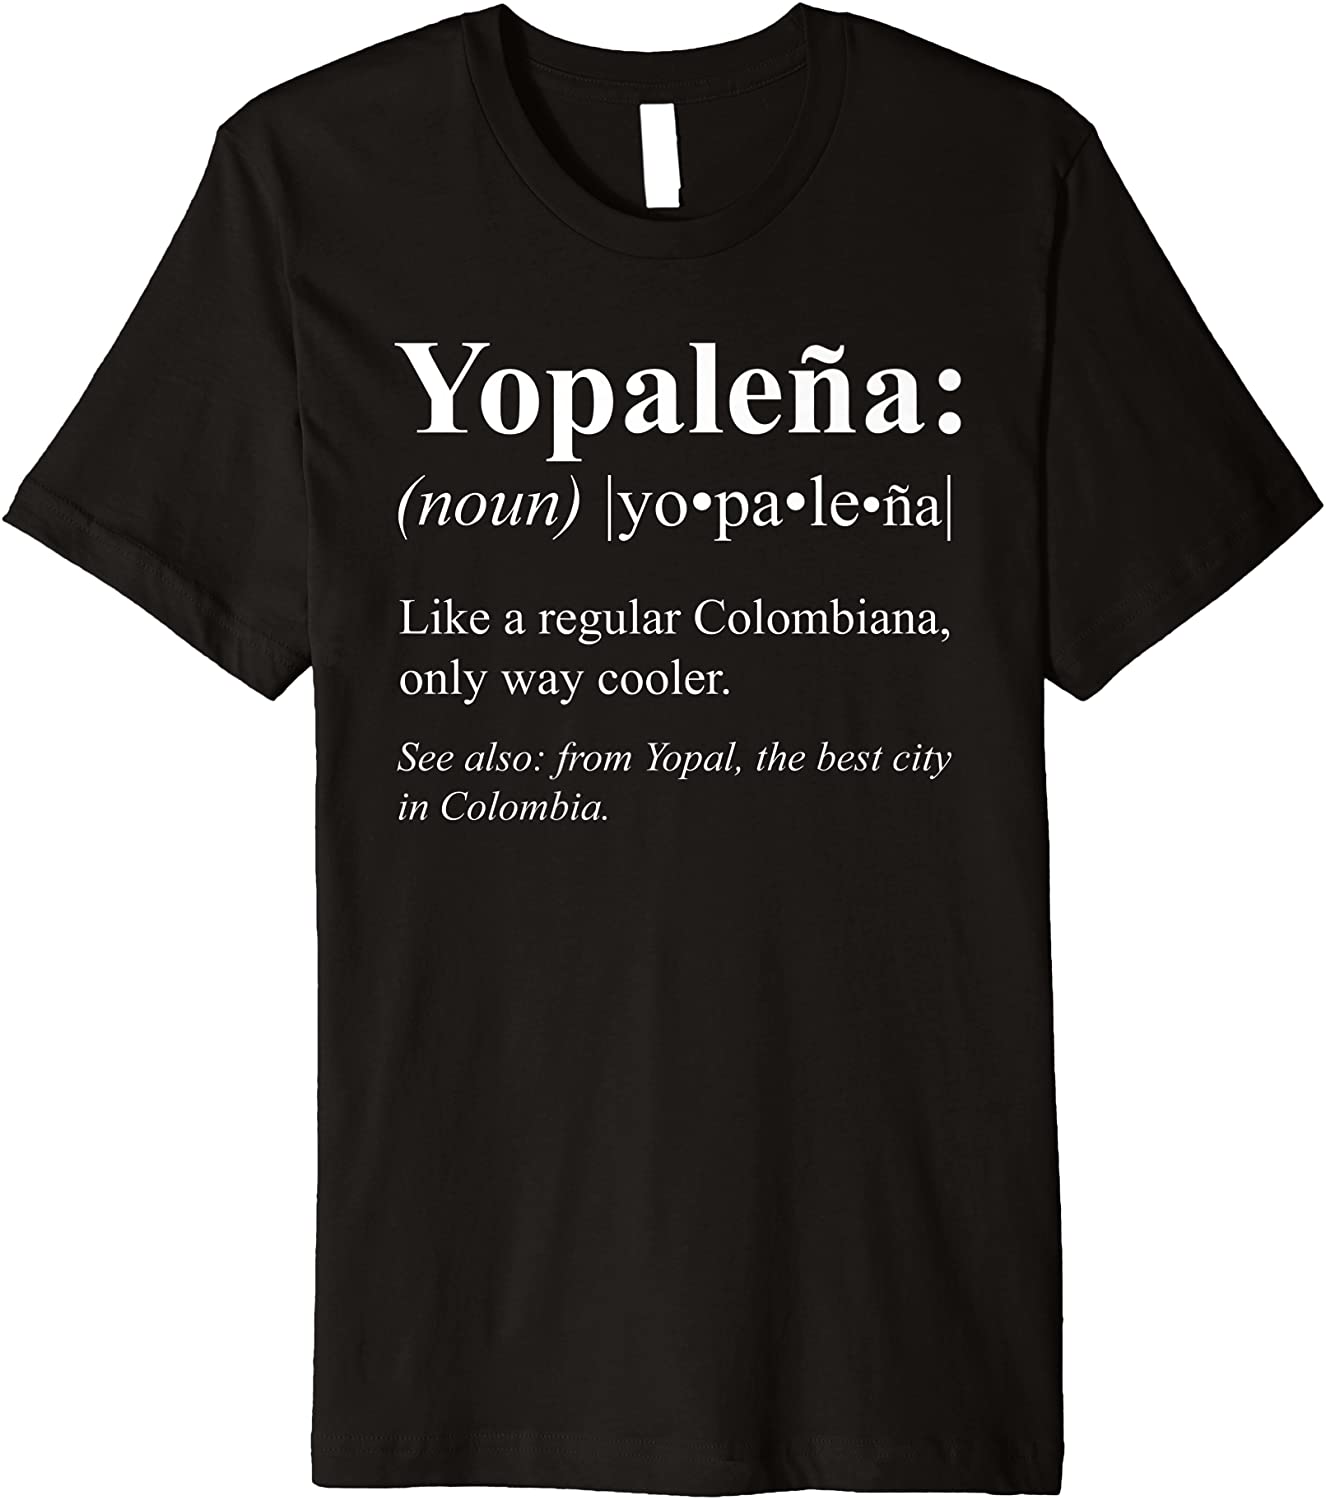 Yopaleña:
(noun) |yo•pa•le•ña|
Like a regular Colombiana,
only way cooler.
See also: from Yopal, the best city
in Colombia.